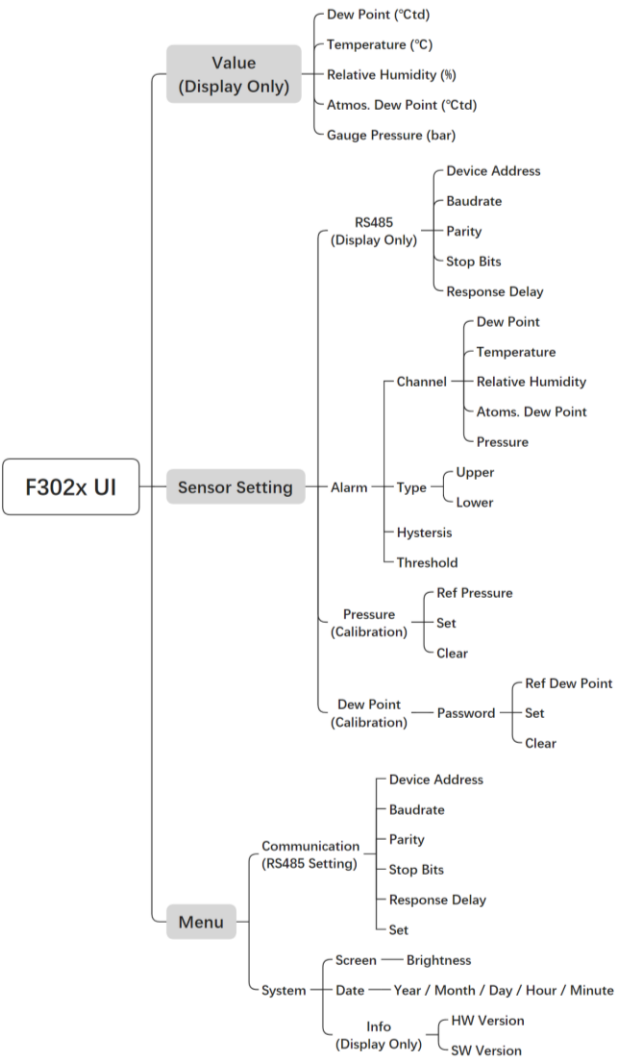 F302x UI
Value
(Display Only)
Dew Point (°Ctd)
Temperature (°C)
Relative Humidity (%)
Atmos. Dew Point (°Ctd)
Gauge Pressure (bar)
Sensor Setting
RS485
(Display Only)
Device Address
Baudrate
Parity
Stop Bits
Response Delay
Alarm
Channel
Dew Point
Temperature
Relative Humidity
Atoms. Dew Point
Pressure
Type
Upper
Lower
Hystersis
Threshold
Pressure
(Calibration)
Ref Pressure
Set
Clear
Dew Point
(Calibration)
Password
Ref Dew Point
Set
Clear
Menu
Communication
(RS485 Setting)
Device Address
Baudrate
Parity
Stop Bits
Response Delay
Set
System
Screen
Brightness
Date
Year / Month / Day / Hour / Minute
Info
(Display Only)
HW Version
SW Version